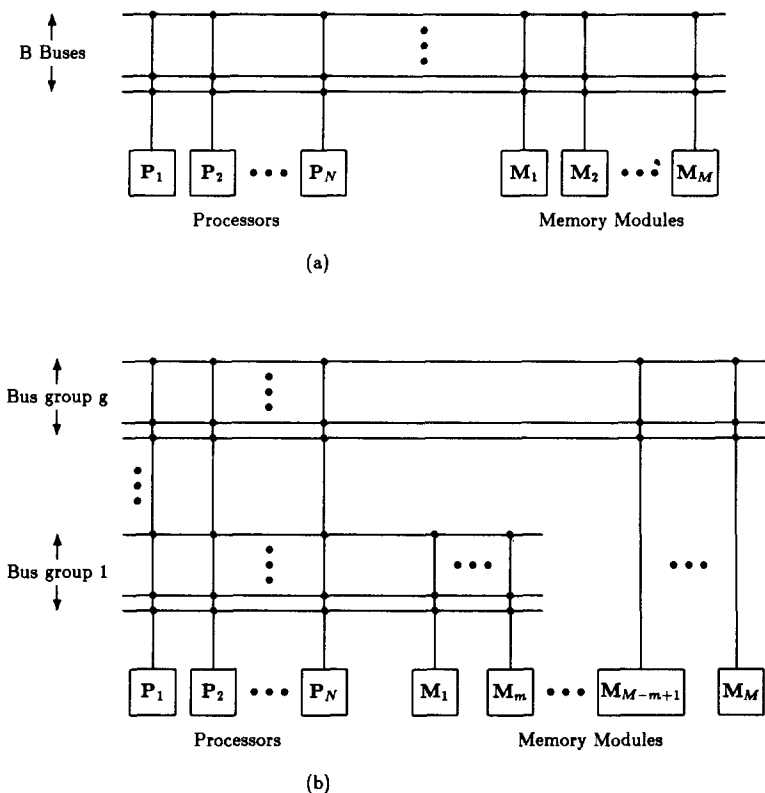 B Buses
P1 P2 ••• PN M1 M2 ••• MM
Processors Memory Modules
(a)
Bus group g
Bus group 1
P1 P2 ••• PN M1 Mm ••• MM−m+1 MM
Processors Memory Modules
(b)